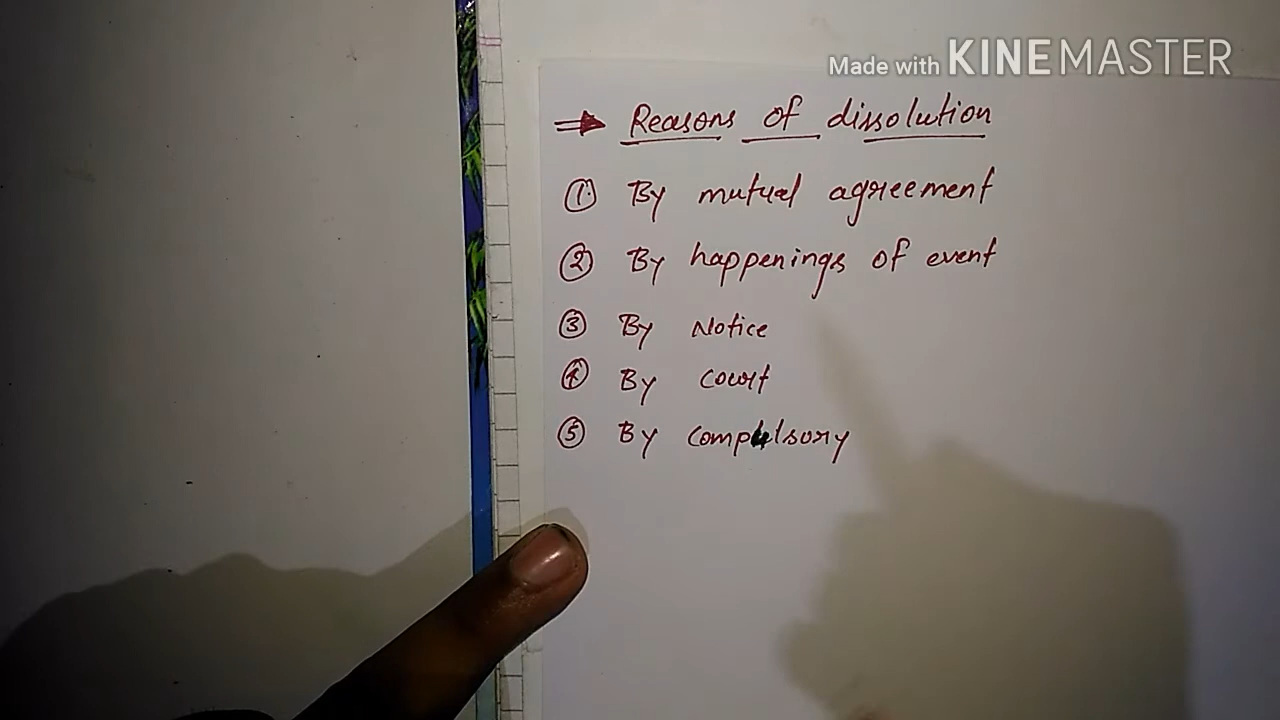 Made with KINEMASTER
⇒ Reasons of dissolution
① By mutual agreement
② By happenings of event
③ By Notice
④ By court
⑤ By compulsory